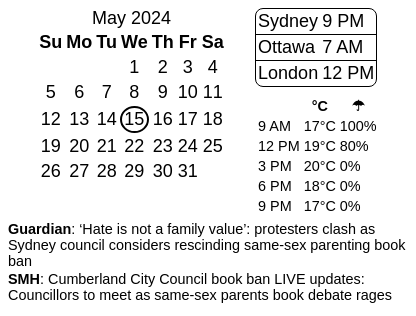 May 2024
Su Mo Tu We Th Fr Sa
1 2 3 4
5 6 7 8 9 10 11
12 13 14 15 16 17 18
19 20 21 22 23 24 25
26 27 28 29 30 31
Sydney 9 PM
Ottawa 7 AM
London 12 PM
°C ☂
9 AM 17°C 100%
12 PM 19°C 80%
3 PM 20°C 0%
6 PM 18°C 0%
9 PM 17°C 0%
Guardian: ‘Hate is not a family value’: protesters clash as
Sydney council considers rescinding same-sex parenting book
ban
SMH: Cumberland City Council book ban LIVE updates:
Councillors to meet as same-sex parents book debate rages